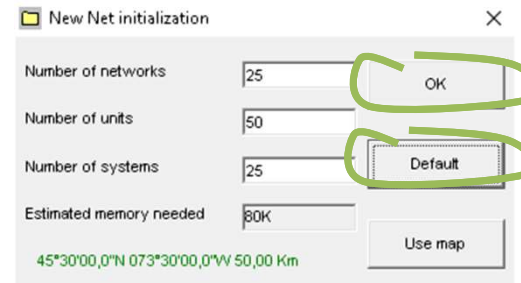 New Net initialization
Number of networks 25 OK
Number of units 50
Number of systems 25 Default
Estimated memory needed 80K
Use map
45°30'00,0"N 073°30'00,0"W 50,00 Km